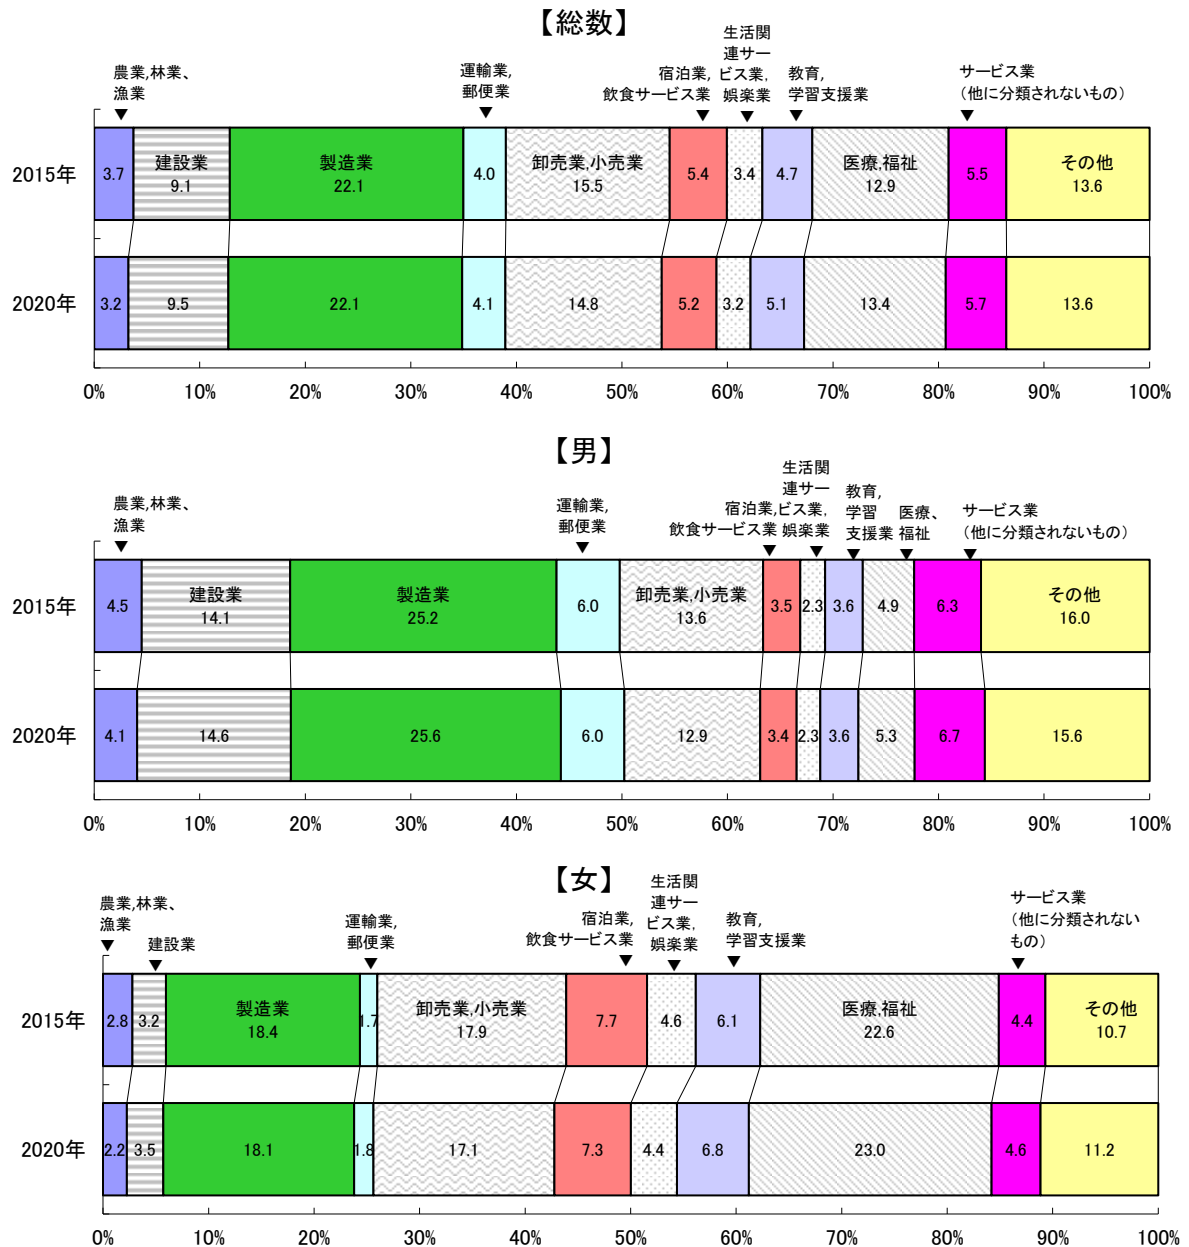 【総数】
農業,林業、
漁業
運輸業,
郵便業
宿泊業,
飲食サービス業
生活関
連サー
ビス業,
娯楽業
教育,
学習支援業
サービス業
（他に分類されないもの）
2015年
3.7
建設業
9.1
製造業
22.1
4.0
卸売業,小売業
15.5
5.4
3.4
4.7
医療,福祉
12.9
5.5
その他
13.6
2020年
3.2
9.5
22.1
4.1
14.8
5.2
3.2
5.1
13.4
5.7
13.6
0% 10% 20% 30% 40% 50% 60% 70% 80% 90% 100%
【男】
農業,林業、
漁業
運輸業,
郵便業
宿泊業,
飲食サービス業
生活関
連サー
ビス業,
娯楽業
教育,
学習
支援業
医療、
福祉
サービス業
（他に分類されないもの）
2015年
4.5
建設業
14.1
製造業
25.2
6.0
卸売業,小売業
13.6
3.5
2.3
3.6
4.9
6.3
その他
16.0
2020年
4.1
14.6
25.6
6.0
12.9
3.4
2.3
3.6
5.3
6.7
15.6
0% 10% 20% 30% 40% 50% 60% 70% 80% 90% 100%
【女】
農業,林業、
漁業
建設業
運輸業,
郵便業
宿泊業,
飲食サービス業
生活関
連サー
ビス業,
娯楽業
教育,
学習支援業
サービス業
（他に分類されない
もの）
2015年
2.8
3.2
製造業
18.4
1.7
卸売業,小売業
17.9
7.7
4.6
6.1
医療,福祉
22.6
4.4
その他
10.7
2020年
2.2
3.5
18.1
1.8
17.1
7.3
4.4
6.8
23.0
4.6
11.2
0% 10% 20% 30% 40% 50% 60% 70% 80% 90% 100%